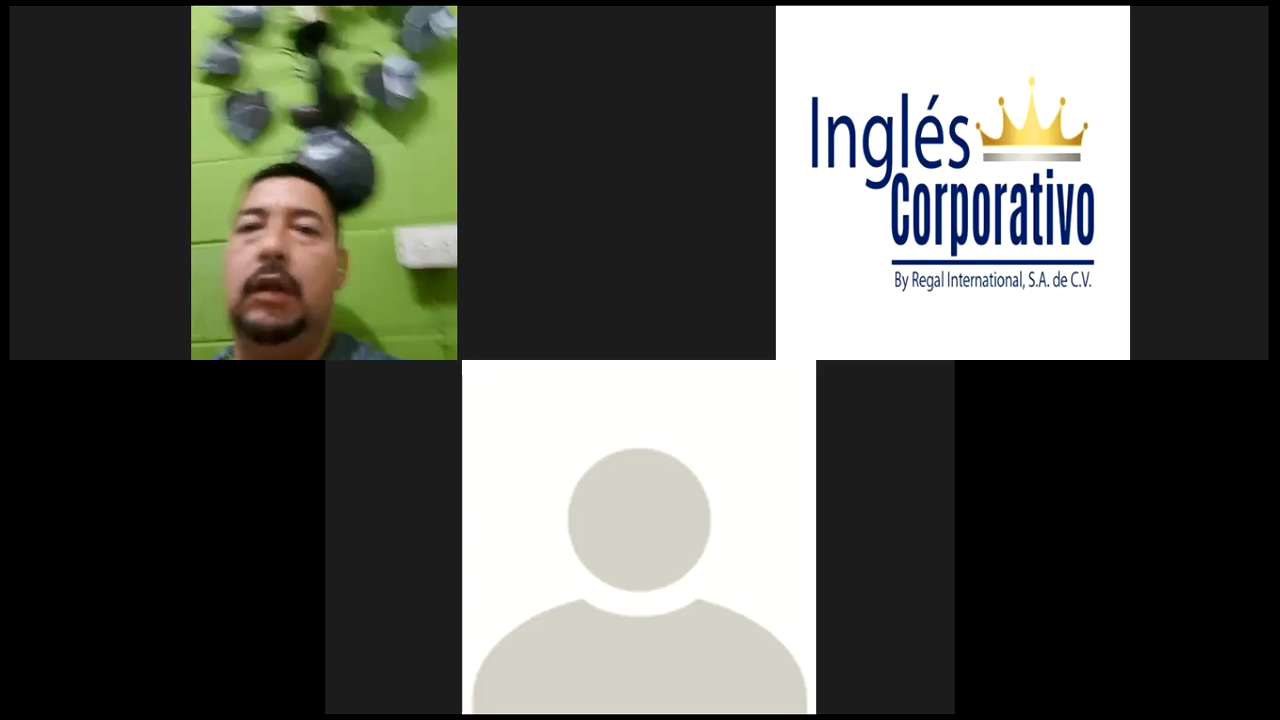 Inglés
Corporativo
By Regal International, S.A. de C.V.